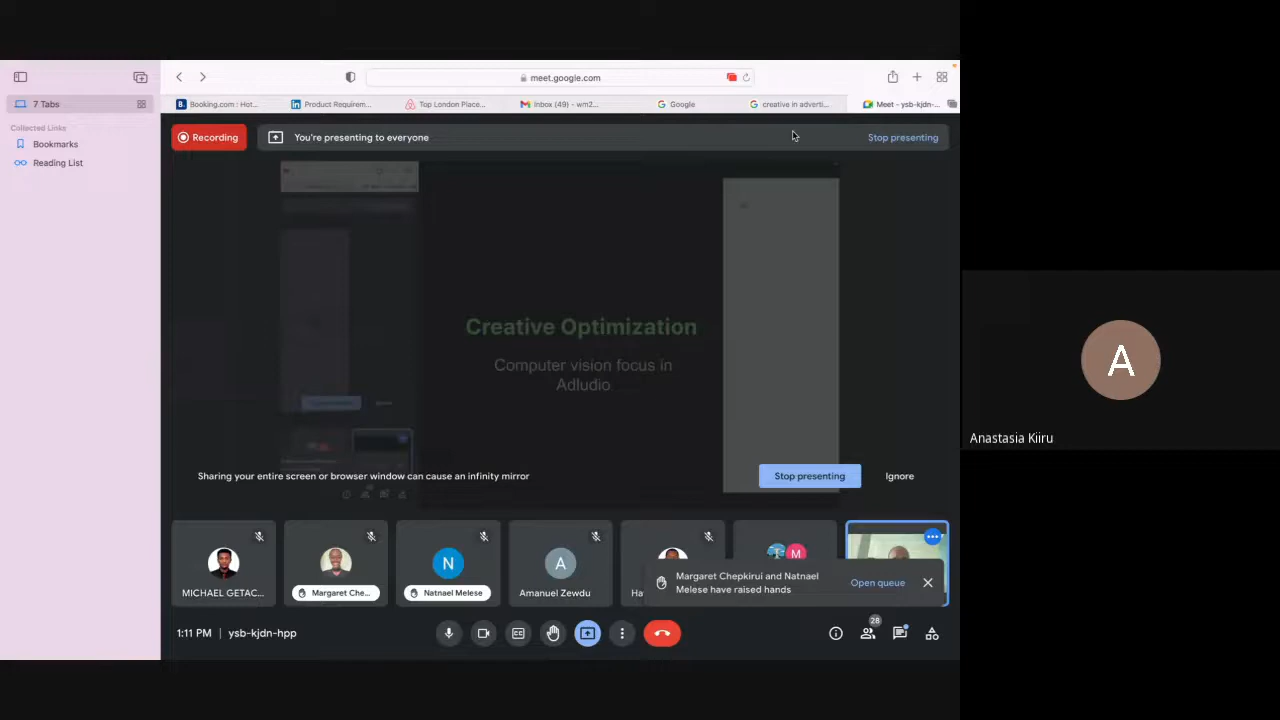 7 Tabs
Collected Links
Bookmarks
Reading List
meet.google.com
Booking.com : Hot...
Product Requirem...
Top London Place...
Inbox (49) – wm2...
Google
creative in adverti...
Meet – ysb-kjdn-...
Recording
You're presenting to everyone
Stop presenting
Creative Optimization
Computer vision focus in
Adludio
Sharing your entire screen or browser window can cause an infinity mirror
Stop presenting
Ignore
A
Anastasia Kiiru
MICHAEL GETAC...
Margaret Che...
N
Natnael Melese
A
Amanuel Zewdu
Ha
M
Margaret Chepkirui and Natnael
Melese have raised hands
Open queue
1:11 PM | ysb-kjdn-hpp
28